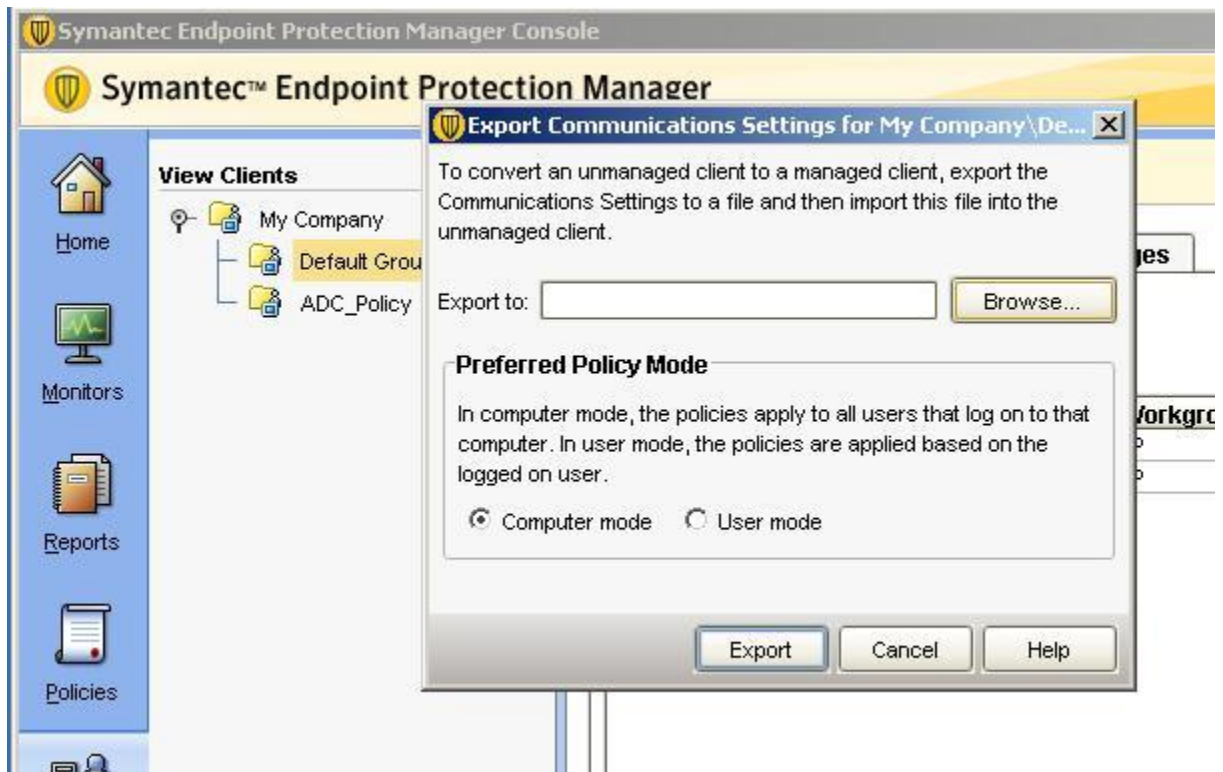 Symantec Endpoint Protection Manager Console
Symantec™ Endpoint Protection Manager
Export Communications Settings for My Company\De...
To convert an unmanaged client to a managed client, export the
Communications Settings to a file and then import this file into the
unmanaged client.
Export to:
Browse...
Preferred Policy Mode
In computer mode, the policies apply to all users that log on to that
computer. In user mode, the policies are applied based on the
logged on user.
Computer mode
User mode
Export
Cancel
Help
Home
Monitors
Reports
Policies
View Clients
My Company
Default Grou
ADC_Policy